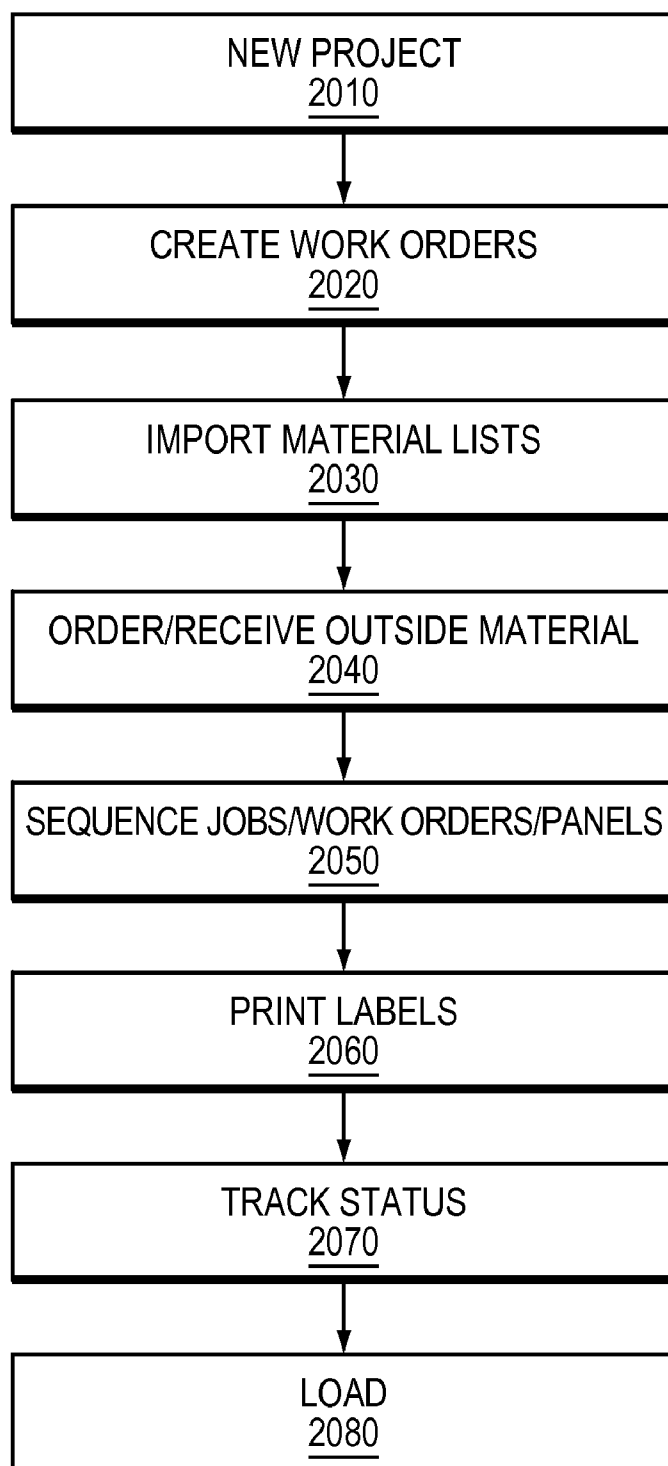 NEW PROJECT
2010
CREATE WORK ORDERS
2020
IMPORT MATERIAL LISTS
2030
ORDER/RECEIVE OUTSIDE MATERIAL
2040
SEQUENCE JOBS/WORK ORDERS/PANELS
2050
PRINT LABELS
2060
TRACK STATUS
2070
LOAD
2080